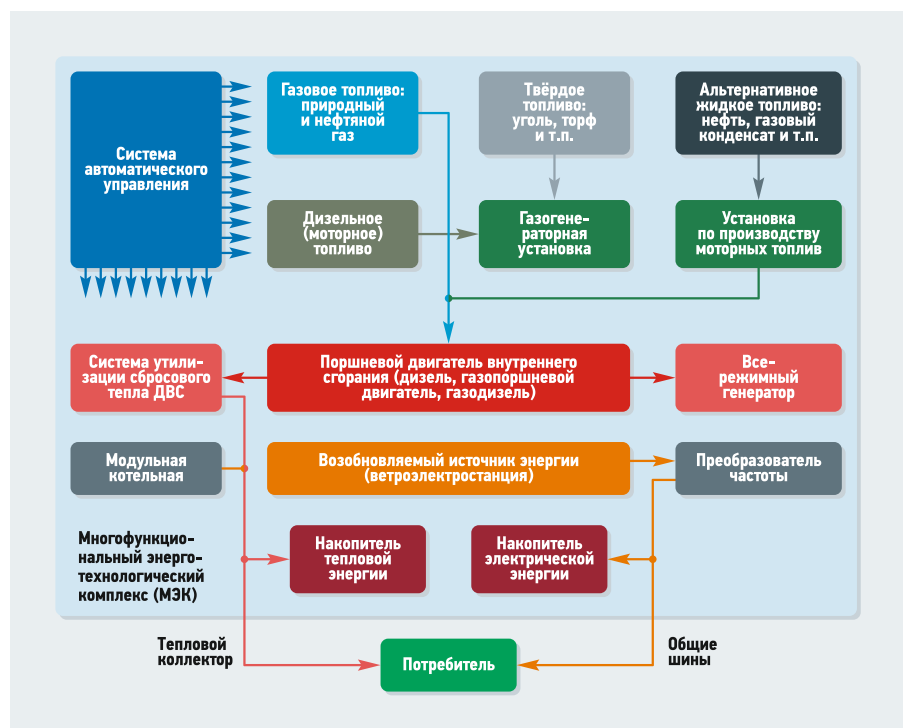 Система
автоматического
управления
Газовое топливо:
природный
и нефтяной
газ
Твёрдое
топливо:
уголь, торф
и т.п.
Альтернативное
жидкое топливо:
нефть, газовый
конденсат и т.п.
Дизельное
(моторное)
топливо
Газогене-
раторная
установка
Установка
по производству
моторных топлив
Система утили-
зации сбросового
тепла ДВС
Поршневой двигатель внутреннего
сгорания (дизель, газопоршневой
двигатель, газодизель)
Все-
режимный
генератор
Модульная
котельная
Возобновляемый источник энергии
(ветроэлектростанция)
Преобразователь
частоты
Многофункцио-
нальный энерго-
технологический
комплекс (МЭК)
Накопитель
тепловой
энергии
Накопитель
электрической
энергии
Тепловой
коллектор
Потребитель
Общие
шины